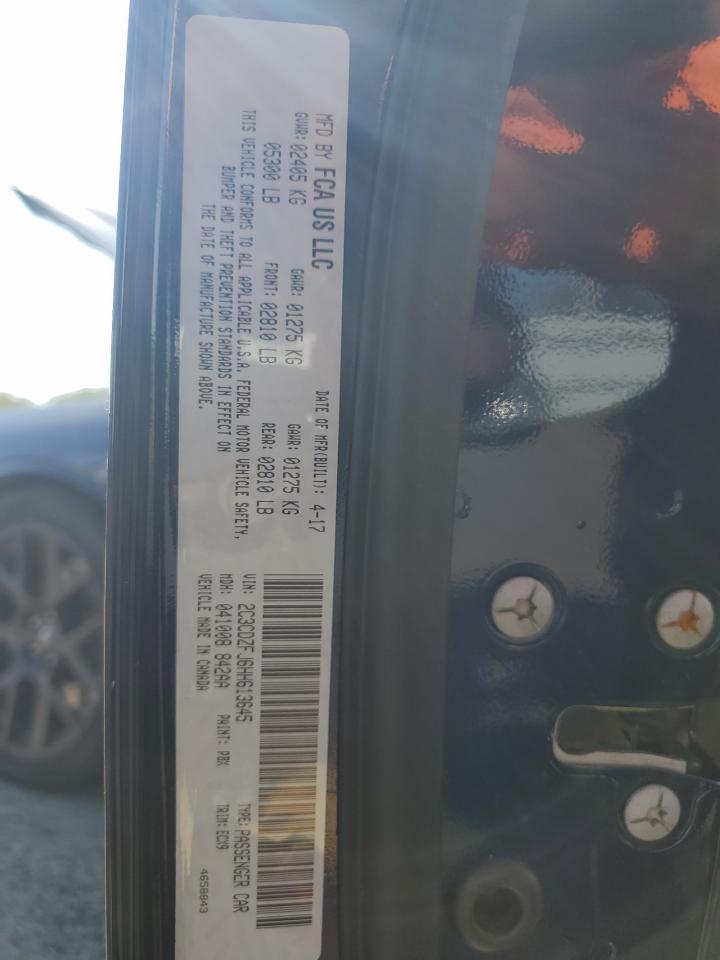 MFD BY FCA US LLC DATE OF MFR(BUILT): 4-17
GVWR: 02405 KG GAWR: 01275 KG GAWR: 01275 KG
05300 LB FRONT: 02810 LB REAR: 02810 LB
THIS VEHICLE CONFORMS TO ALL APPLICABLE U.S.A. FEDERAL MOTOR VEHICLE SAFETY,
BUMPER AND THEFT PREVENTION STANDARDS IN EFFECT ON
THE DATE OF MANUFACTURE SHOWN ABOVE.
VIN: 2C3CDZFJ6HH613645 TYPE: PASSENGER CAR
MDH: 041008 842AA PAINT: PBX TRIM: ECX9
VEHICLE MADE IN CANADA 4658843